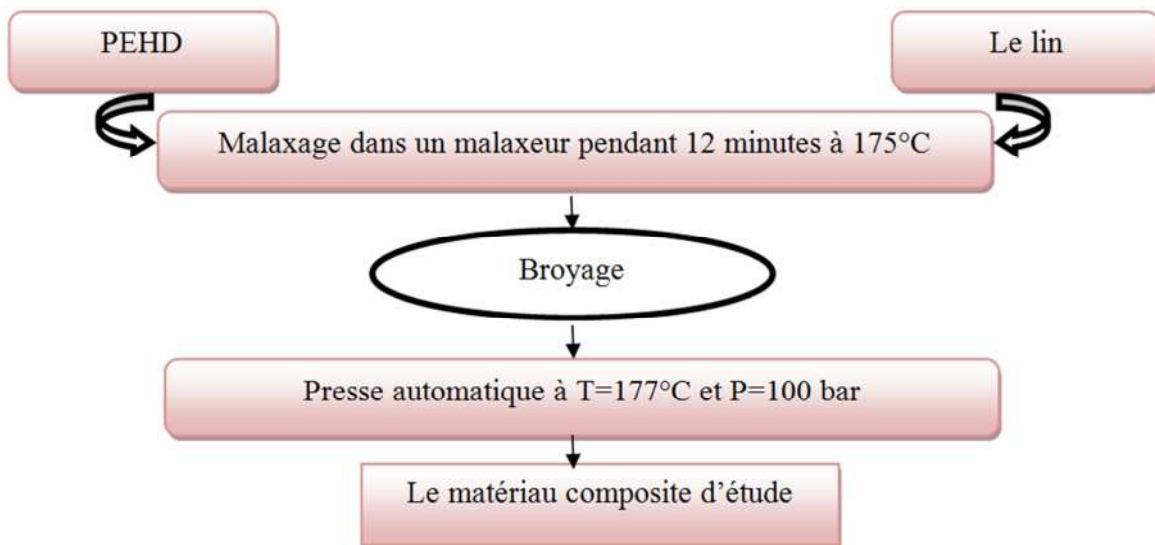 PEHD
Le lin
Malaxage dans un malaxeur pendant 12 minutes à 175°C
Broyage
Presse automatique à T=177°C et P=100 bar
Le matériau composite d’étude